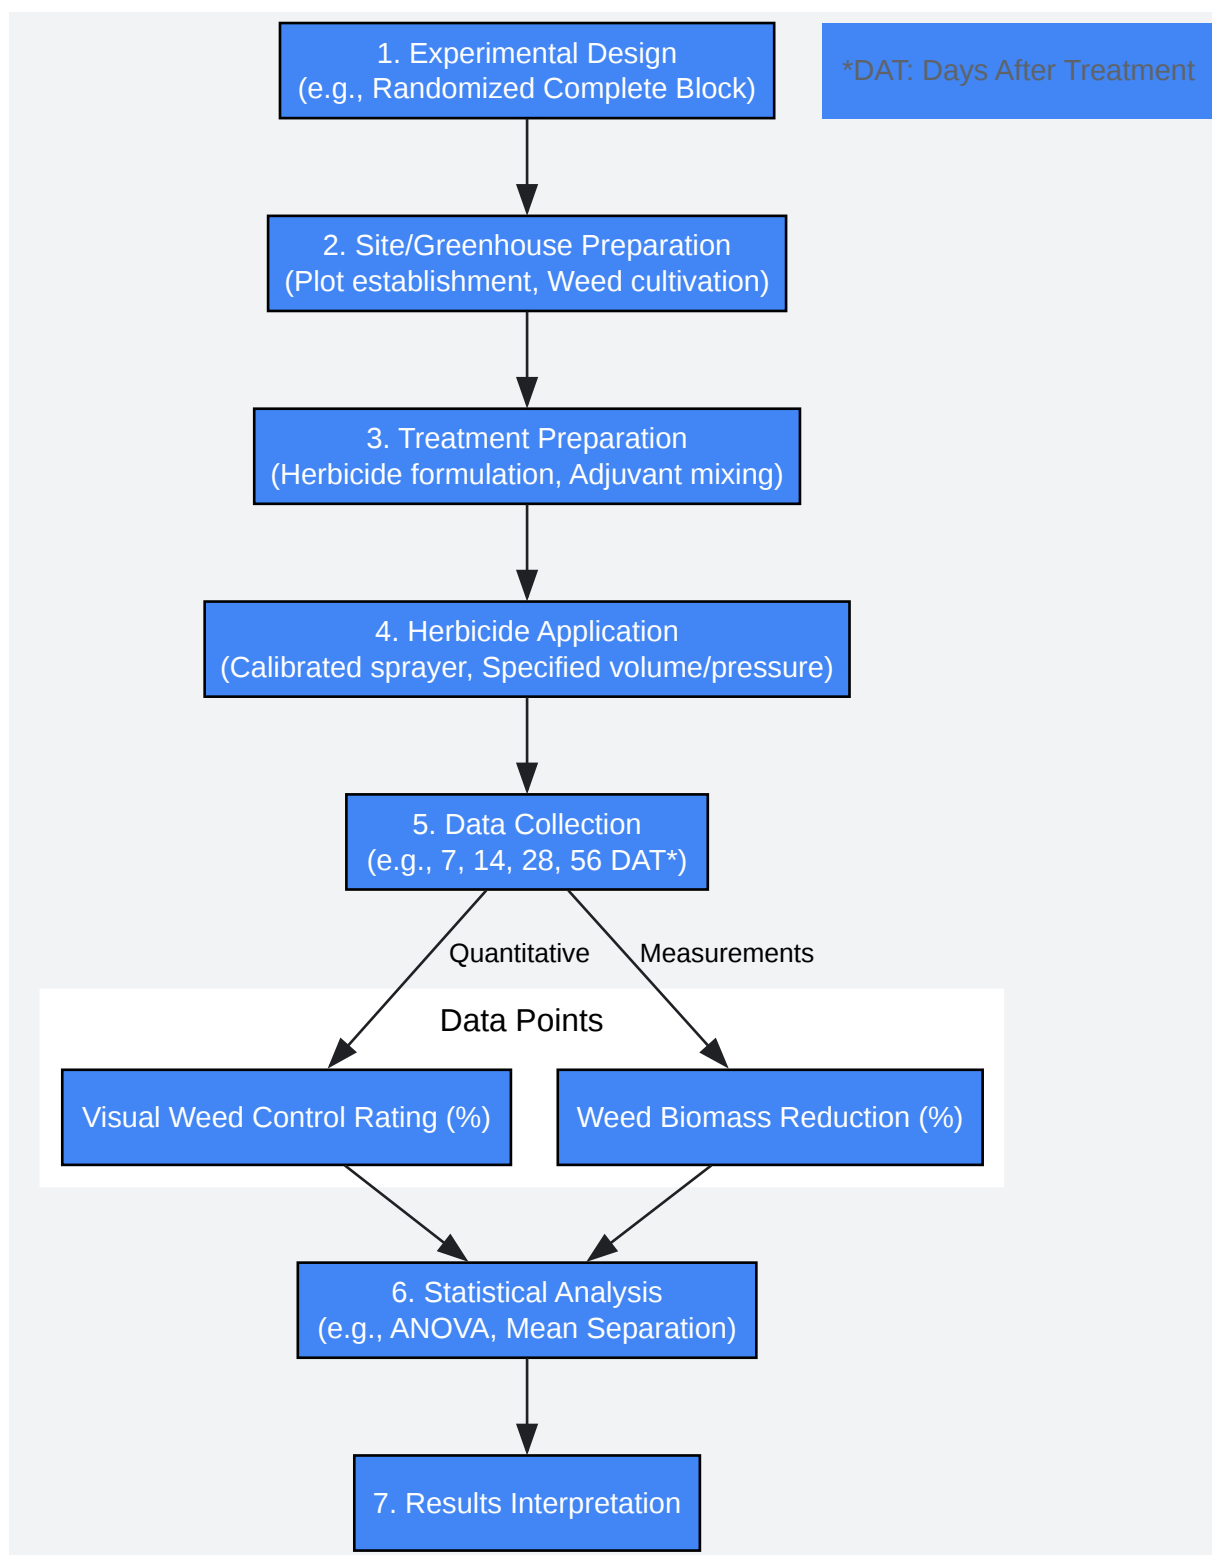 1. Experimental Design
(e.g., Randomized Complete Block)
*DAT: Days After Treatment
2. Site/Greenhouse Preparation
(Plot establishment, Weed cultivation)
3. Treatment Preparation
(Herbicide formulation, Adjuvant mixing)
4. Herbicide Application
(Calibrated sprayer, Specified volume/pressure)
5. Data Collection
(e.g., 7, 14, 28, 56 DAT*)
Quantitative
Measurements
Data Points
Visual Weed Control Rating (%)
Weed Biomass Reduction (%)
6. Statistical Analysis
(e.g., ANOVA, Mean Separation)
7. Results Interpretation